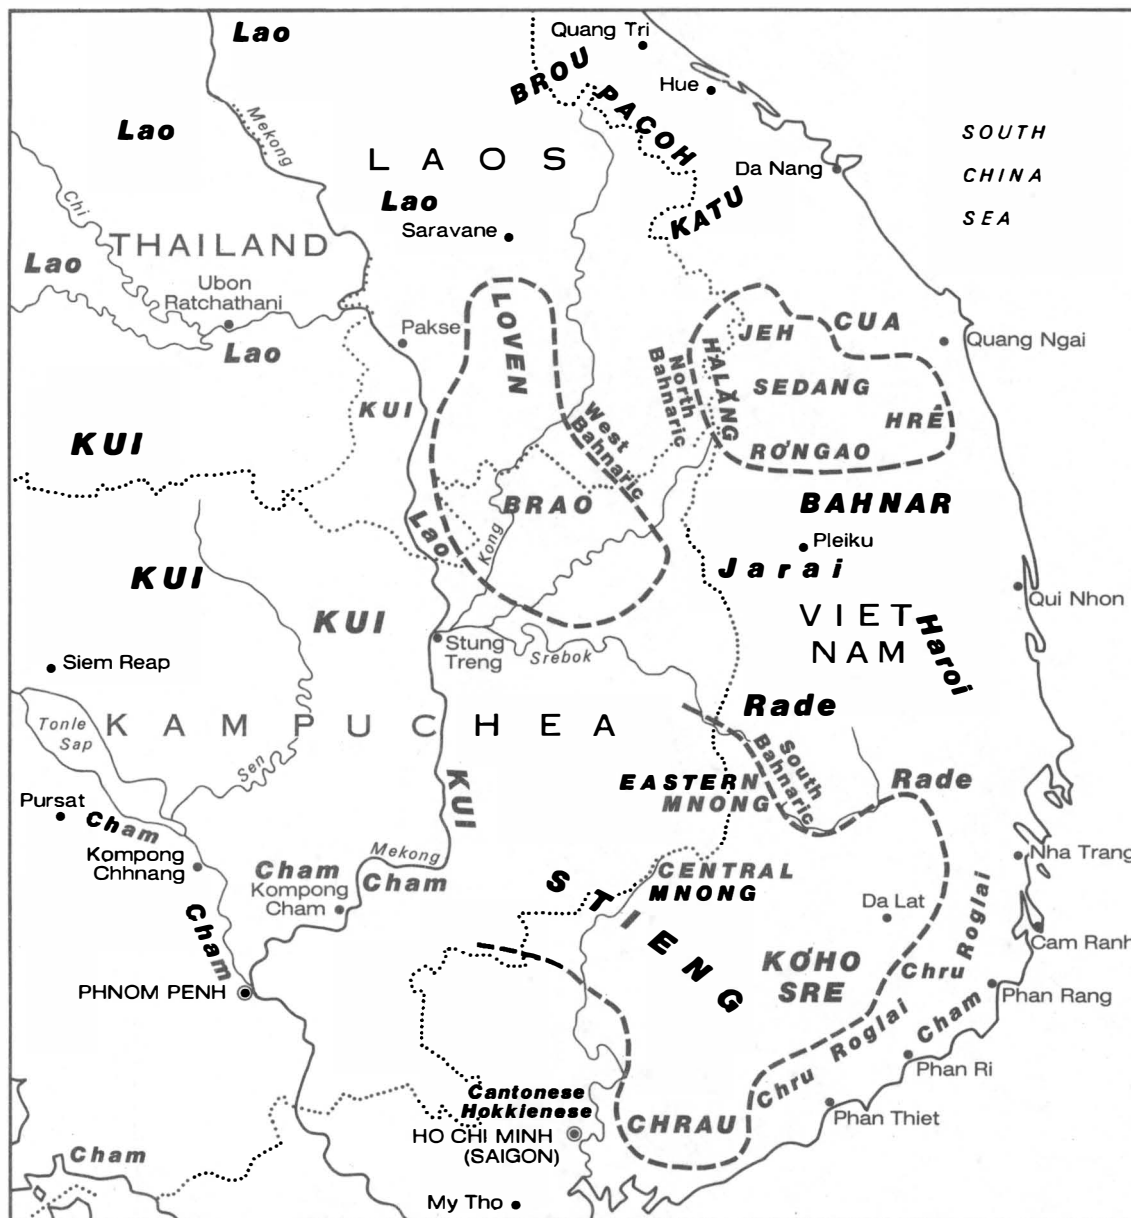 Lao
Quang Tri
BROU
Hue
PACOH
Lao
Mekong
LAOS
SOUTH
CHINA
SEA
Da Nang
Chi
Lao
KATU
Saravane
THAILAND
Lao
Ubon
Ratchathani
LOVEN
Pakse
Lao
JEH
CUA
Quang Ngai
HALĂNG
North
Bahnaric
SEDANG
KUI
HRÊ
West
Bahnaric
KUI
RƠNGAO
BRAO
BAHNAR
Lao
Kong
Pleiku
Jarai
KUI
Qui Nhon
KUI
VIET
NAM
Haroi
Stung
Treng
Srebok
Siem Reap
Rade
Tonle
Sap
KAMPUCHEA
Sen
South
Bahnaric
KUI
EASTERN
MNONG
Rade
Pursat
Cham
Kompong
Chhnang
Mekong
Cham
Cham
Kompong
Cham
CENTRAL
MNONG
STIENG
Nha Trang
Da Lat
Roglai
Cham
Cam Ranh
KƠHO
SRE
Chru
PHNOM PENH
Phan Rang
Cham
Roglai
Phan Ri
Chru
Cantonese
Hokkienese
CHRAU
Phan Thiet
HO CHI MINH
(SAIGON)
Cham
My Tho